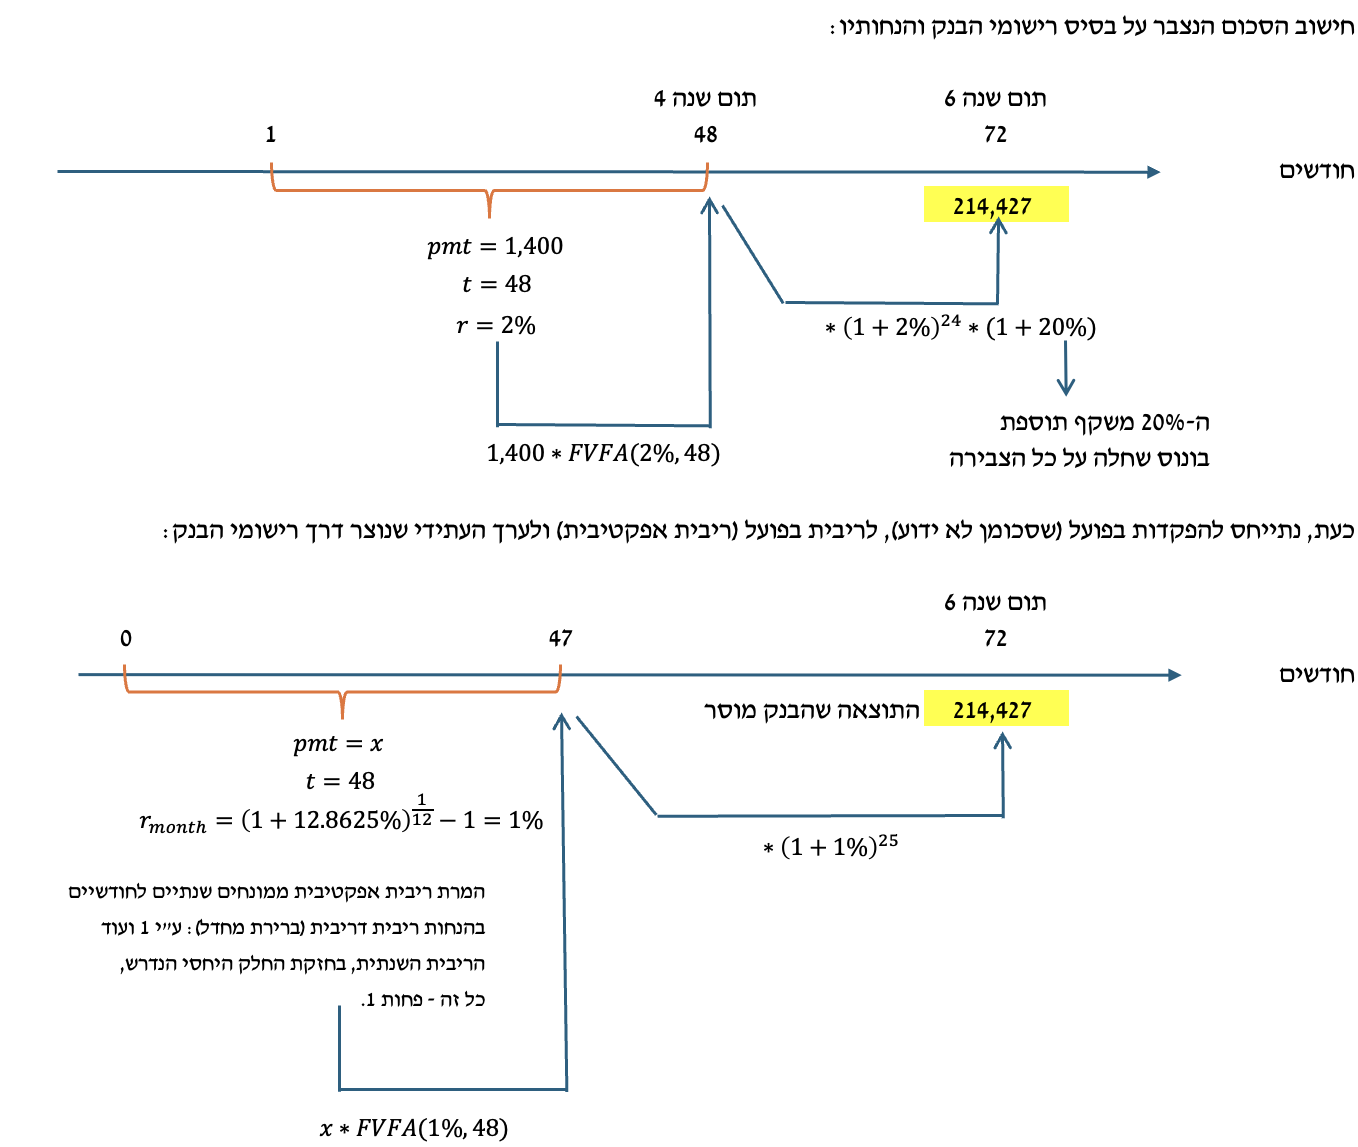 חישוב הסכום הנצבר על בסיס רישומי הבנק והנחותיו:
תום שנה 4
תום שנה 6
1
48
72
חודשים
214,427
pmt = 1,400
t = 48
r = 2%
∗ (1 + 2%)^24 ∗ (1 + 20%)
ה-20% משקף תוספת
בונוס שחלה על כל הצבירה
1,400 ∗ FVFA(2%, 48)
כעת, נתייחס להפקדות בפועל (שסכומן לא ידוע), לריבית בפועל (ריבית אפקטיבית) ולערך העתידי שנוצר דרך רישומי הבנק:
תום שנה 6
0
47
72
חודשים
התוצאה שהבנק מוסר
214,427
pmt = x
t = 48
r_month = (1 + 12.8625%)^(1/12) − 1 = 1%
∗ (1 + 1%)^25
המרת ריבית אפקטיבית ממונחים שנתיים לחודשיים
בהנחות ריבית דריבית (ברירת מחדל): ע״י 1 ועוד
הריבית השנתית, בחזקת החלק היחסי הנדרש,
כל זה - פחות 1.
x ∗ FVFA(1%, 48)